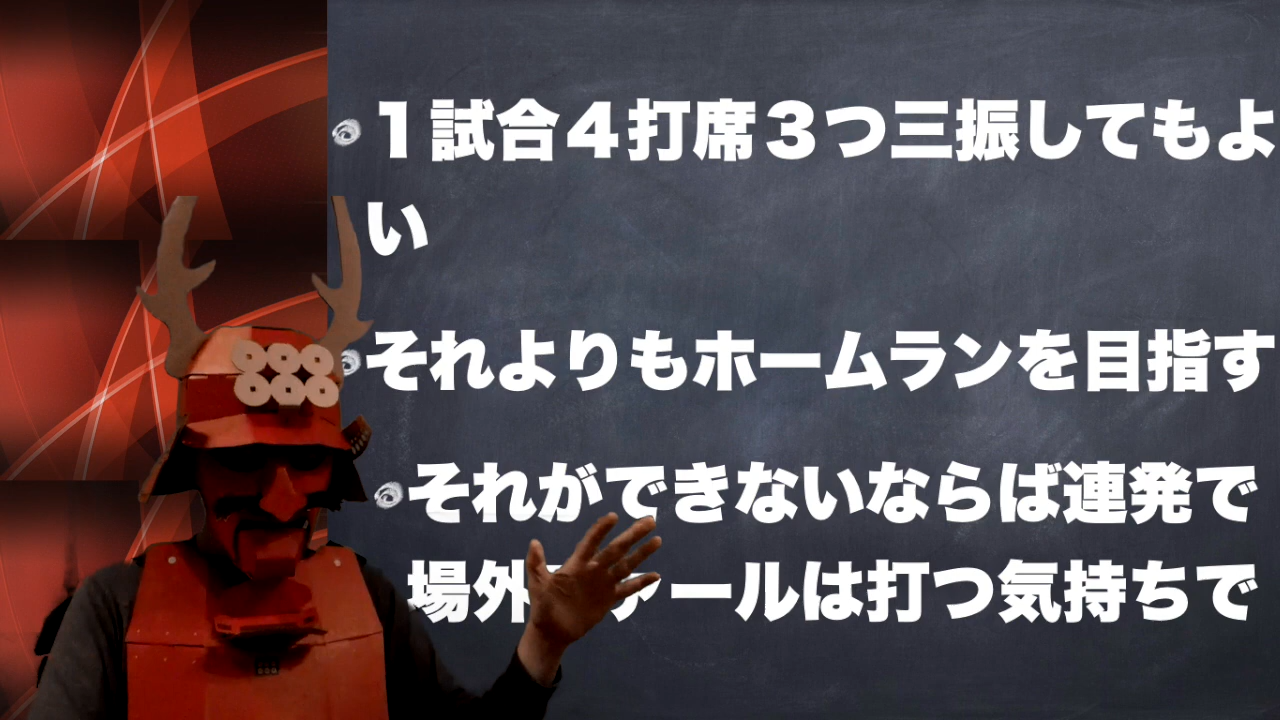 １試合４打席３つ三振してもよ
い
それよりもホームランを目指す
それができないならば連発で
場外ァールは打つ気持ちで